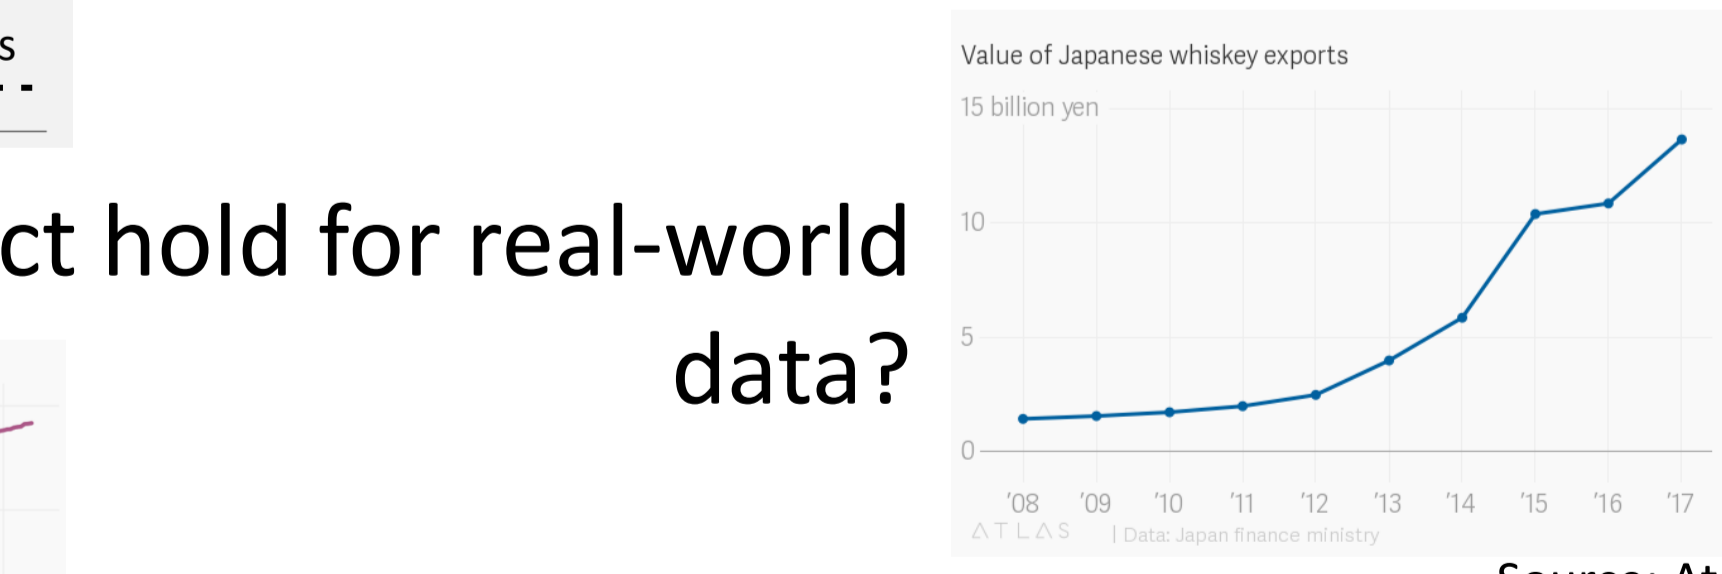 s
ct hold for real-world
data?
Value of Japanese whiskey exports
15 billion yen
10
5
0
'08 '09 '10 '11 '12 '13 '14 '15 '16 '17
ATLAS | Data: Japan finance ministry